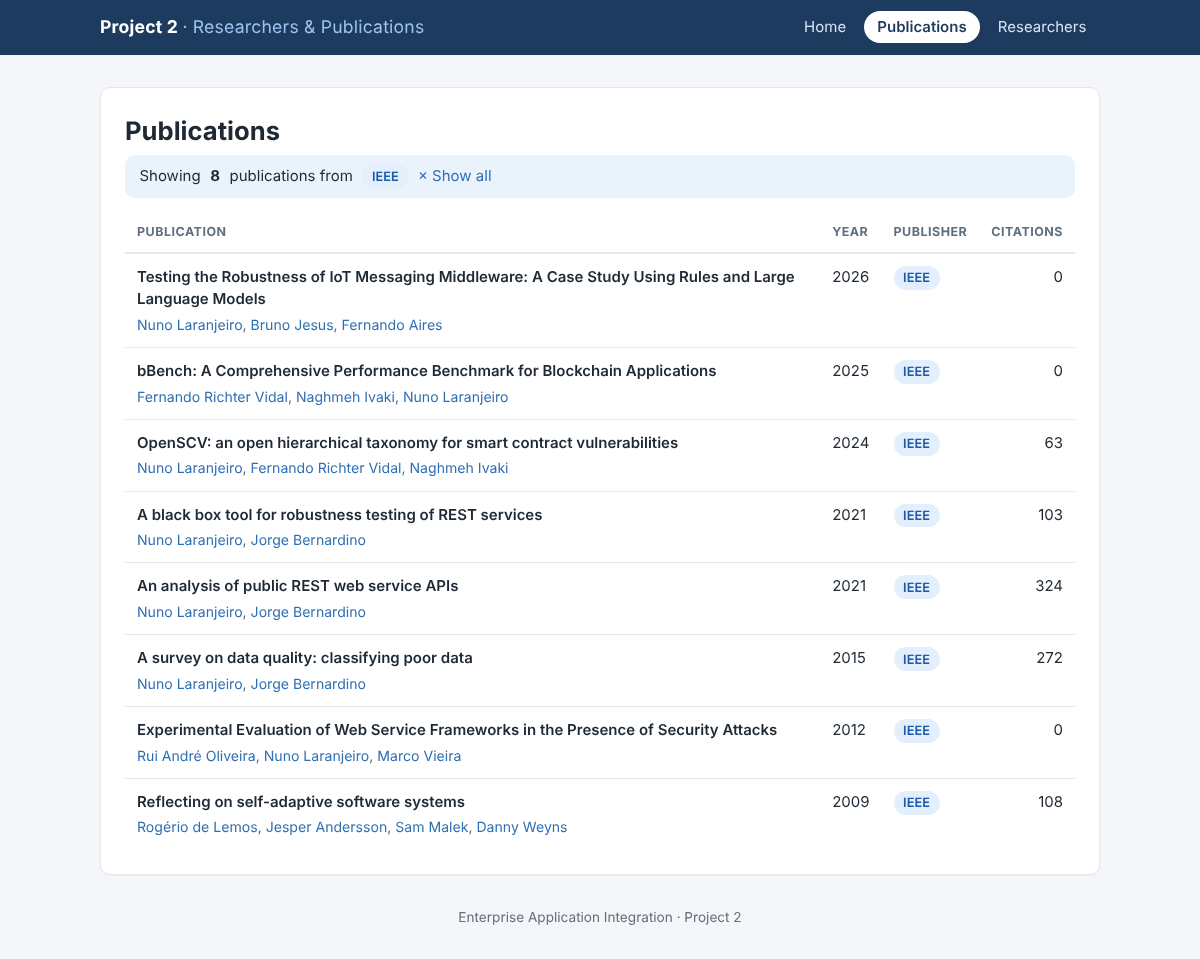 Project 2 · Researchers & Publications Home Publications Researchers
Publications
Showing 8 publications from IEEE × Show all
PUBLICATION YEAR PUBLISHER CITATIONS
Testing the Robustness of IoT Messaging Middleware: A Case Study Using Rules and Large 2026 IEEE 0
Language Models
Nuno Laranjeiro, Bruno Jesus, Fernando Aires
bBench: A Comprehensive Performance Benchmark for Blockchain Applications 2025 IEEE 0
Fernando Richter Vidal, Naghmeh Ivaki, Nuno Laranjeiro
OpenSCV: an open hierarchical taxonomy for smart contract vulnerabilities 2024 IEEE 63
Nuno Laranjeiro, Fernando Richter Vidal, Naghmeh Ivaki
A black box tool for robustness testing of REST services 2021 IEEE 103
Nuno Laranjeiro, Jorge Bernardino
An analysis of public REST web service APIs 2021 IEEE 324
Nuno Laranjeiro, Jorge Bernardino
A survey on data quality: classifying poor data 2015 IEEE 272
Nuno Laranjeiro, Jorge Bernardino
Experimental Evaluation of Web Service Frameworks in the Presence of Security Attacks 2012 IEEE 0
Rui André Oliveira, Nuno Laranjeiro, Marco Vieira
Reflecting on self-adaptive software systems 2009 IEEE 108
Rogério de Lemos, Jesper Andersson, Sam Malek, Danny Weyns
Enterprise Application Integration · Project 2